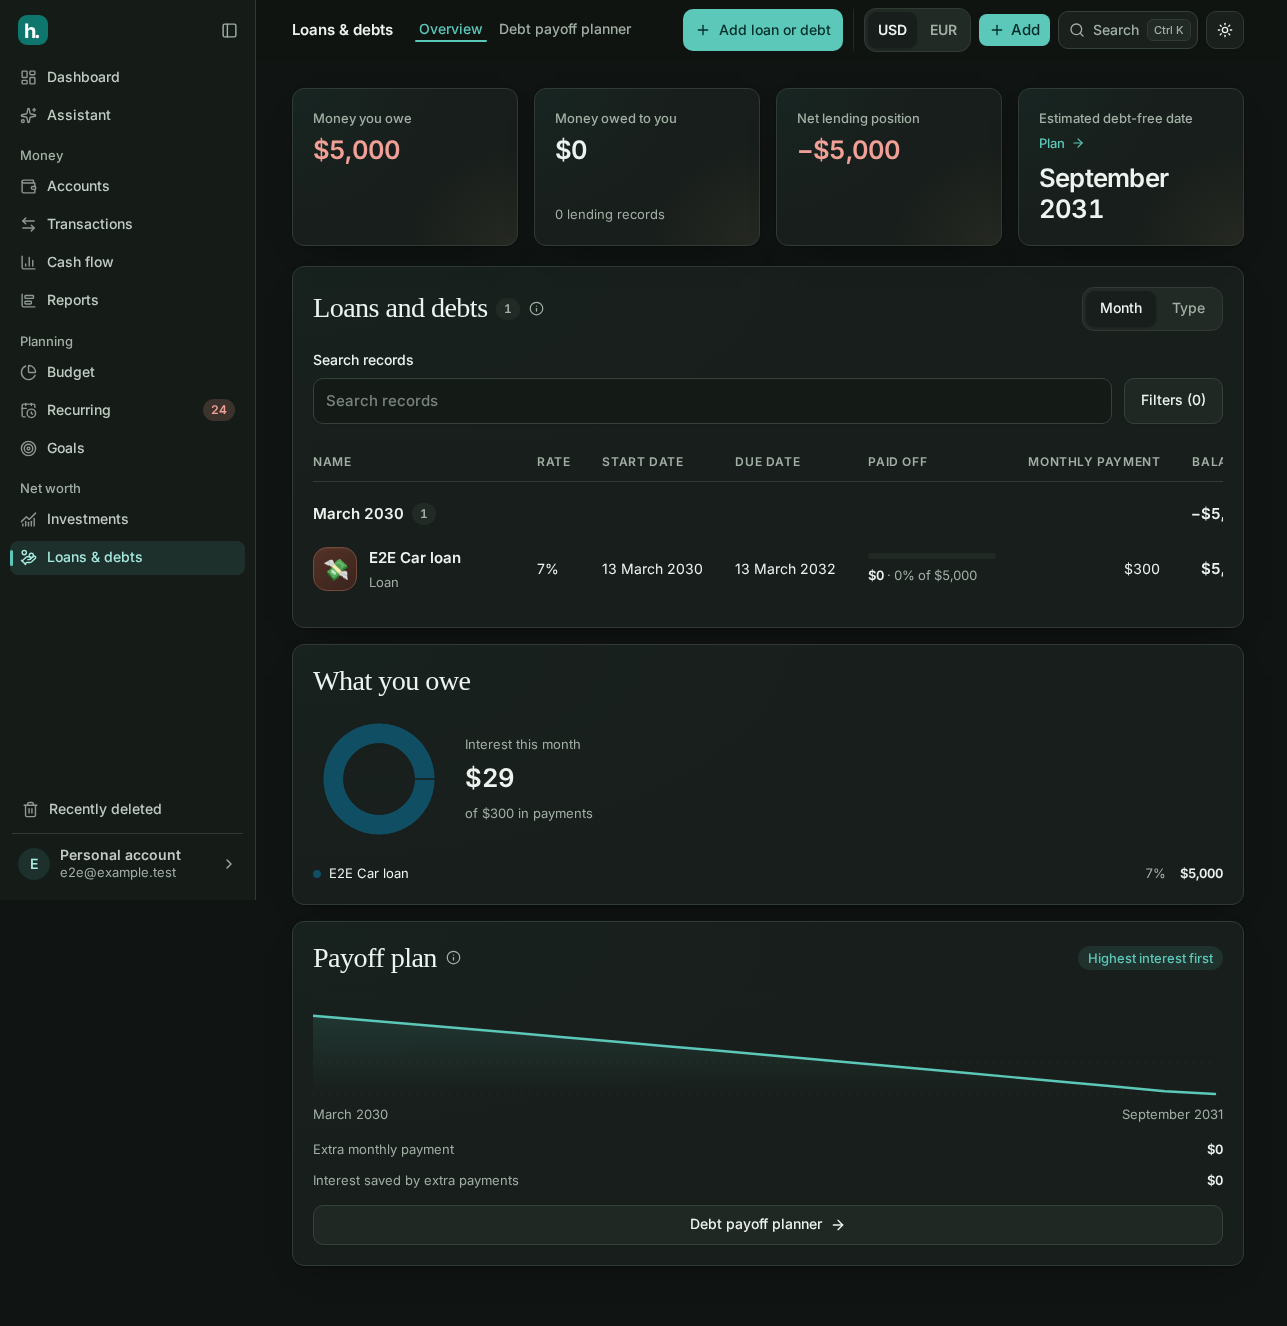 h.
Dashboard
Assistant
Money
Accounts
Transactions
Cash flow
Reports
Planning
Budget
Recurring 24
Goals
Net worth
Investments
Loans & debts
Recently deleted
E
Personal account
e2e@example.test
Loans & debts Overview Debt payoff planner + Add loan or debt USD EUR + Add Search Ctrl K
Money you owe
$5,000
Money owed to you
$0
0 lending records
Net lending position
−$5,000
Estimated debt-free date
Plan →
September
2031
Loans and debts 1 Month Type
Search records
Search records Filters (0)
NAME RATE START DATE DUE DATE PAID OFF MONTHLY PAYMENT BALA
March 2030 1 −$5,
E2E Car loan
Loan
7% 13 March 2030 13 March 2032 $0 · 0% of $5,000 $300 $5,
What you owe
Interest this month
$29
of $300 in payments
E2E Car loan 7% $5,000
Payoff plan Highest interest first
March 2030 September 2031
Extra monthly payment $0
Interest saved by extra payments $0
Debt payoff planner →